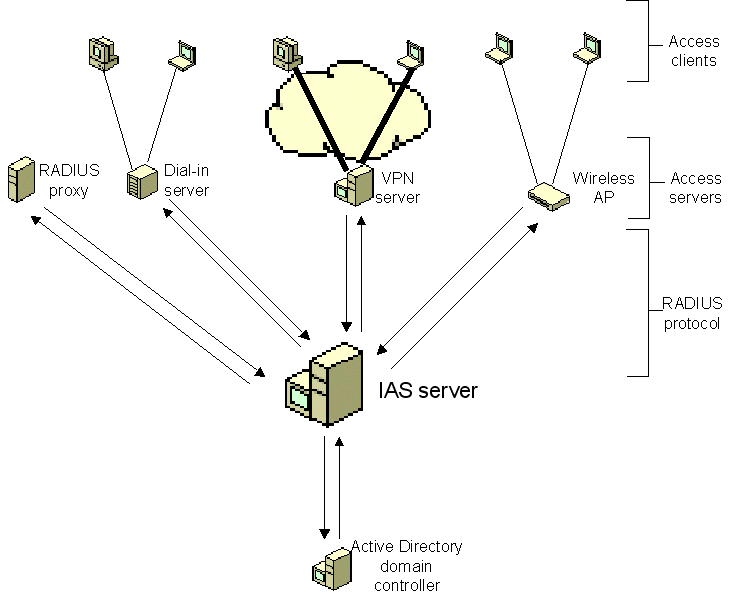 Access
clients
RADIUS
proxy
Dial-in
server
VPN
server
Wireless
AP
Access
servers
RADIUS
protocol
IAS server
Active Directory
domain
controller